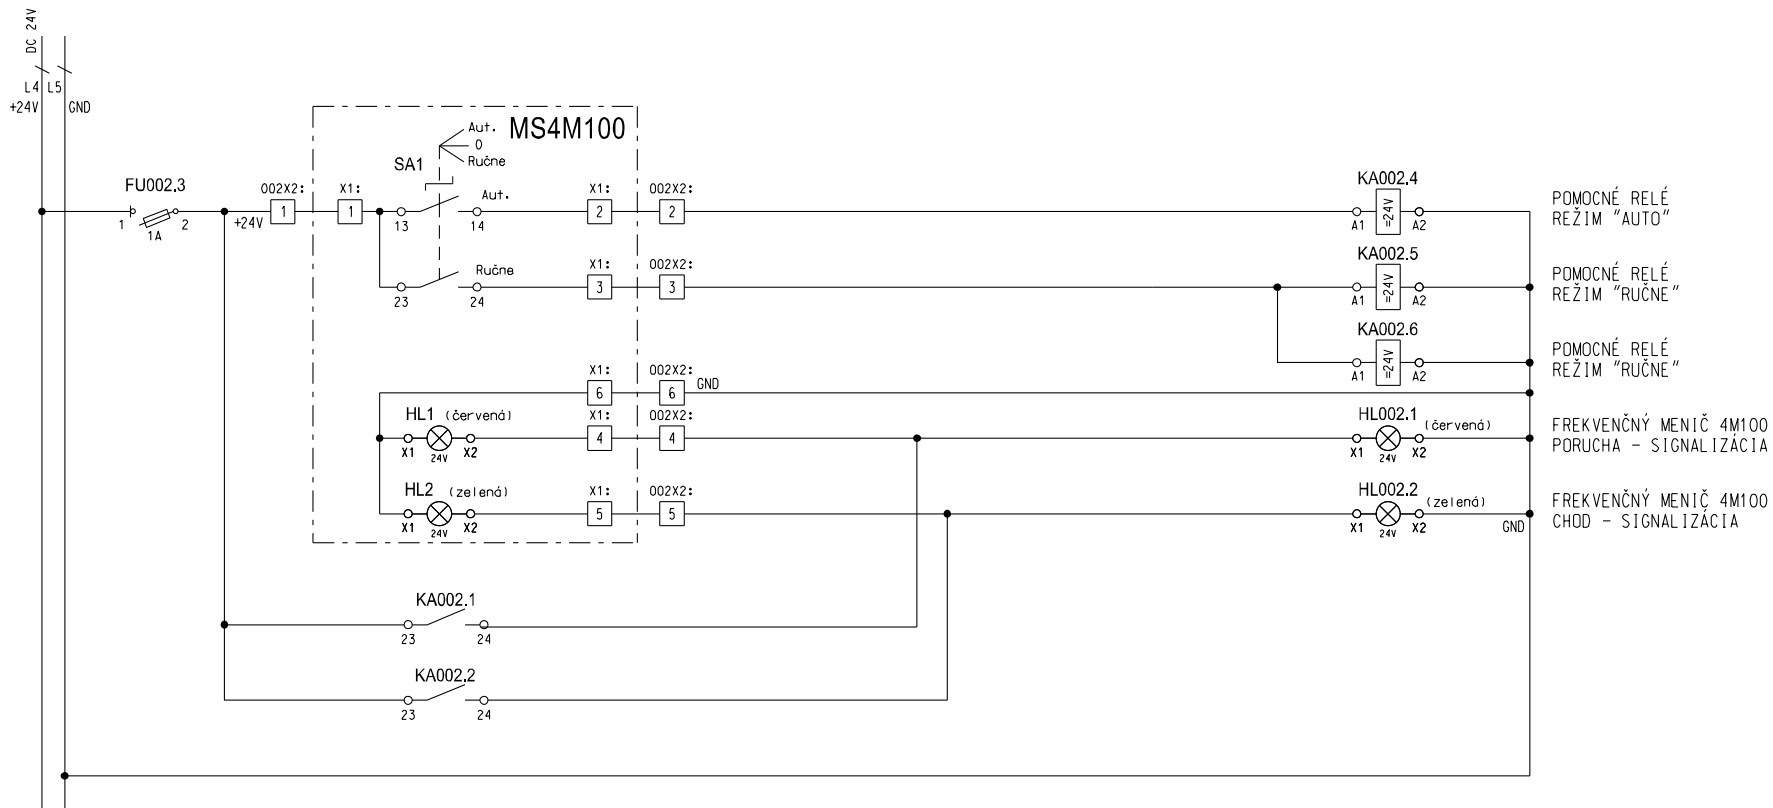 DC 24V
L4 L5
+24V GND
MS4M100
Aut.
0
Ručne
SA1
FU002.3
1 1A 2
+24V
002X2: X1:
1 1
Aut.
13 14
X1: 002X2:
2 2
KA002.4
A1 =24V A2
POMOCNÉ RELÉ
REŽIM "AUTO"
Ručne
23 24
X1: 002X2:
3 3
KA002.5
A1 =24V A2
POMOCNÉ RELÉ
REŽIM "RUČNE"
KA002.6
A1 =24V A2
POMOCNÉ RELÉ
REŽIM "RUČNE"
X1: 002X2:
6 6 GND
HL1 (červená)
X1 24V X2
X1: 002X2:
4 4
HL002.1 (červená)
X1 24V X2
FREKVENČNÝ MENIČ 4M100
PORUCHA - SIGNALIZÁCIA
HL2 (zelená)
X1 24V X2
X1: 002X2:
5 5
HL002.2 (zelená)
X1 24V X2
GND
FREKVENČNÝ MENIČ 4M100
CHOD - SIGNALIZÁCIA
KA002.1
23 24
KA002.2
23 24